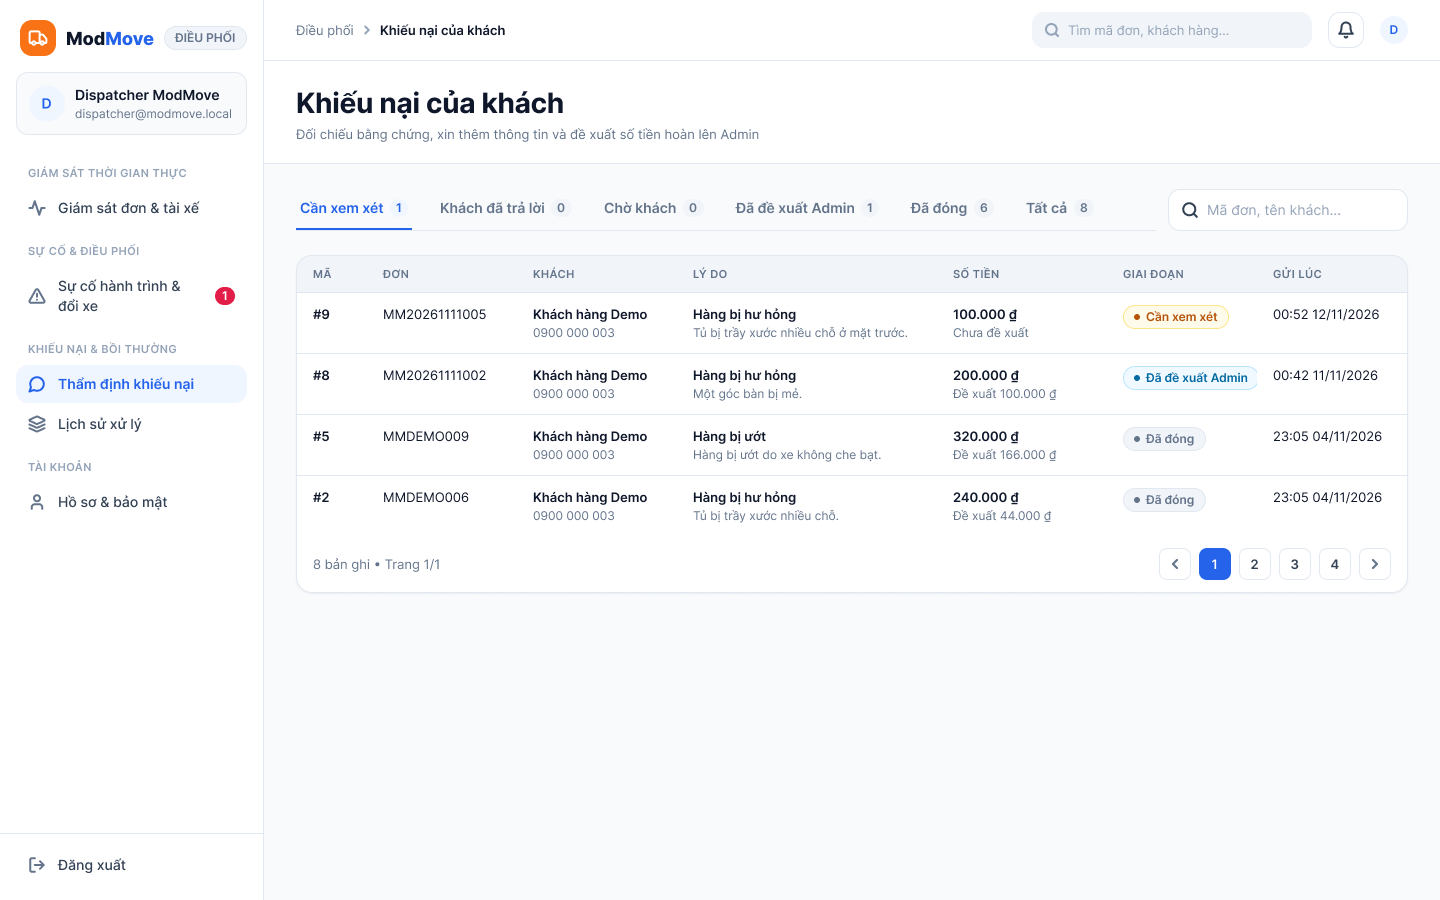 ModMove ĐIỀU PHỐI
D
Dispatcher ModMove
dispatcher@modmove.local
GIÁM SÁT THỜI GIAN THỰC
Giám sát đơn & tài xế
SỰ CỐ & ĐIỀU PHỐI
Sự cố hành trình &
đổi xe
1
KHIẾU NẠI & BỒI THƯỜNG
Thẩm định khiếu nại
Lịch sử xử lý
TÀI KHOẢN
Hồ sơ & bảo mật
Đăng xuất
Điều phối > Khiếu nại của khách
Tìm mã đơn, khách hàng...
D
Khiếu nại của khách
Đối chiếu bằng chứng, xin thêm thông tin và đề xuất số tiền hoàn lên Admin
Cần xem xét 1 Khách đã trả lời 0 Chờ khách 0 Đã đề xuất Admin 1 Đã đóng 6 Tất cả 8
Mã đơn, tên khách...
MÃ ĐƠN KHÁCH LÝ DO SỐ TIỀN GIAI ĐOẠN GỬI LÚC
#9 MM20261111005 Khách hàng Demo Hàng bị hư hỏng 100.000 ₫ Cần xem xét 00:52 12/11/2026
0900 000 003 Tủ bị trầy xước nhiều chỗ ở mặt trước. Chưa đề xuất
#8 MM20261111002 Khách hàng Demo Hàng bị hư hỏng 200.000 ₫ Đã đề xuất Admin 00:42 11/11/2026
0900 000 003 Một góc bàn bị mẻ. Đề xuất 100.000 ₫
#5 MMDEMO009 Khách hàng Demo Hàng bị ướt 320.000 ₫ Đã đóng 23:05 04/11/2026
0900 000 003 Hàng bị ướt do xe không che bạt. Đề xuất 166.000 ₫
#2 MMDEMO006 Khách hàng Demo Hàng bị hư hỏng 240.000 ₫ Đã đóng 23:05 04/11/2026
0900 000 003 Tủ bị trầy xước nhiều chỗ. Đề xuất 44.000 ₫
8 bản ghi • Trang 1/1
1 2 3 4